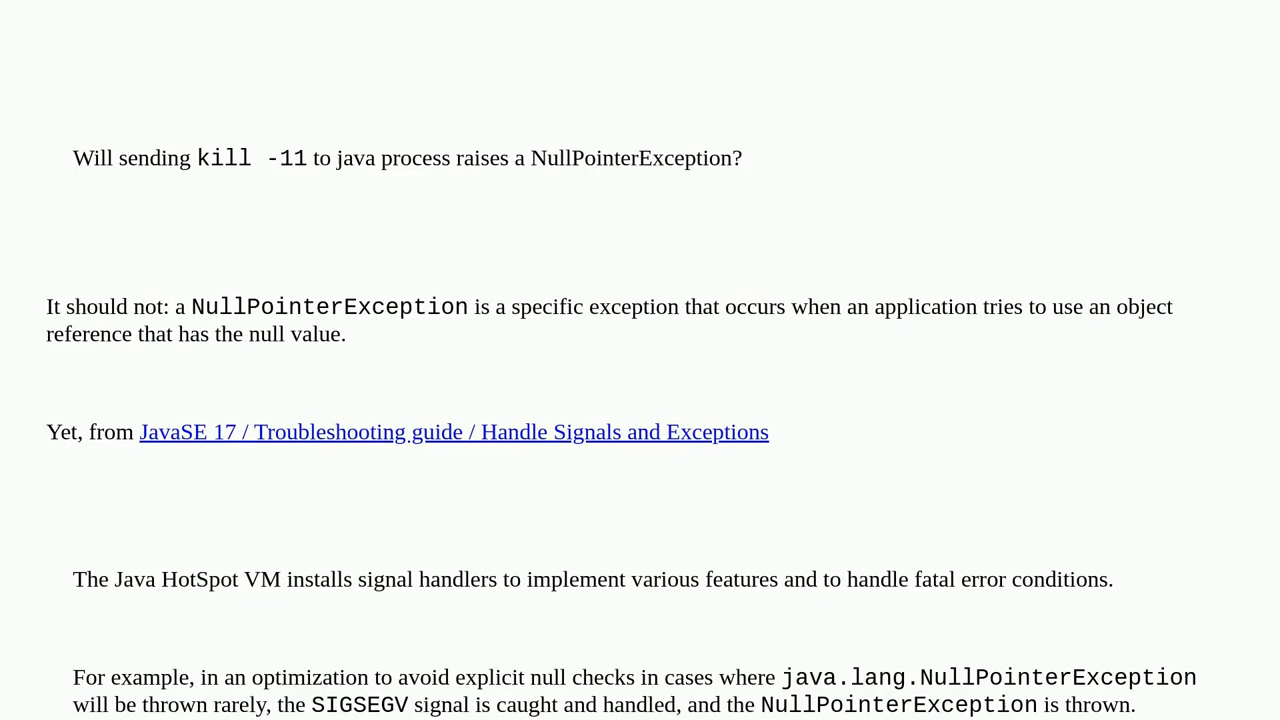 Will sending kill -11 to java process raises a NullPointerException?
It should not: a NullPointerException is a specific exception that occurs when an application tries to use an object
reference that has the null value.
Yet, from JavaSE 17 / Troubleshooting guide / Handle Signals and Exceptions
The Java HotSpot VM installs signal handlers to implement various features and to handle fatal error conditions.
For example, in an optimization to avoid explicit null checks in cases where java.lang.NullPointerException
will be thrown rarely, the SIGSEGV signal is caught and handled, and the NullPointerException is thrown.